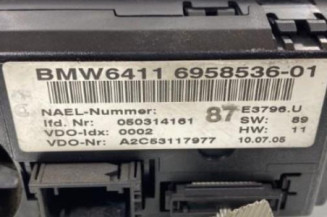 BMW6411 6958536-01
NAEL-Nummer: 87 E3796.U
lfd. Nr: 050314161 SW: 89
VDO-Idx: 0002 HW: 11
VDO-Nr: A2C53117977 10.07.05